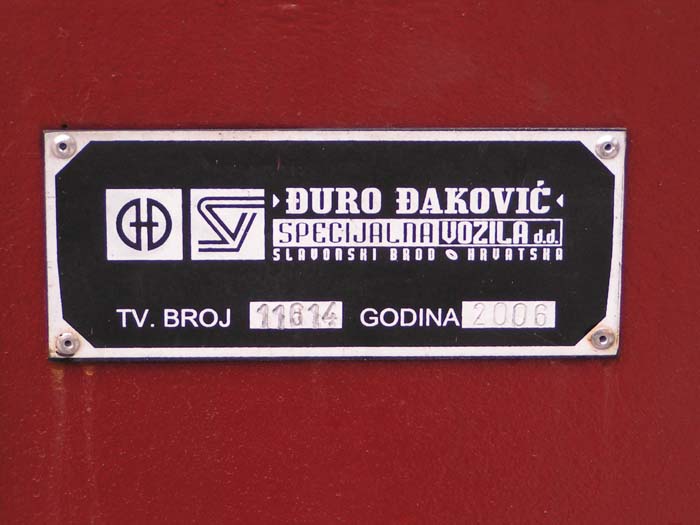 ĐURO ĐAKOVIĆ
SPECIJALNA VOZILA d.d.
SLAVONSKI BROD HRVATSKA
TV. BROJ 11614 GODINA 2006